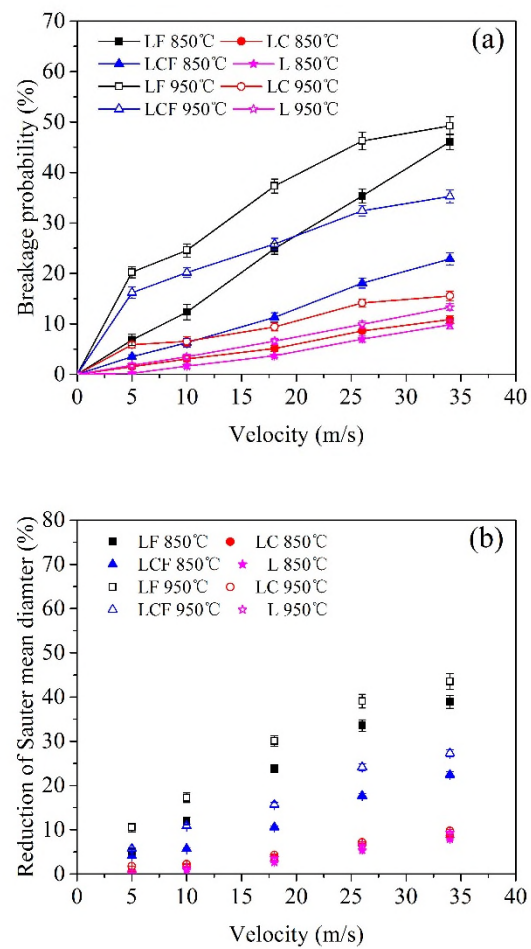 (a)
LF 850℃ LC 850℃
LCF 850℃ L 850℃
LF 950℃ LC 950℃
LCF 950℃ L 950℃
Breakage probability (%)
70
60
50
40
30
20
10
0
0 5 10 15 20 25 30 35 40
Velocity (m/s)
(b)
LF 850℃ LC 850℃
LCF 850℃ L 850℃
LF 950℃ LC 950℃
LCF 950℃ L 950℃
Reduction of Sauter mean diamter (%)
80
70
60
50
40
30
20
10
0
0 5 10 15 20 25 30 35 40
Velocity (m/s)